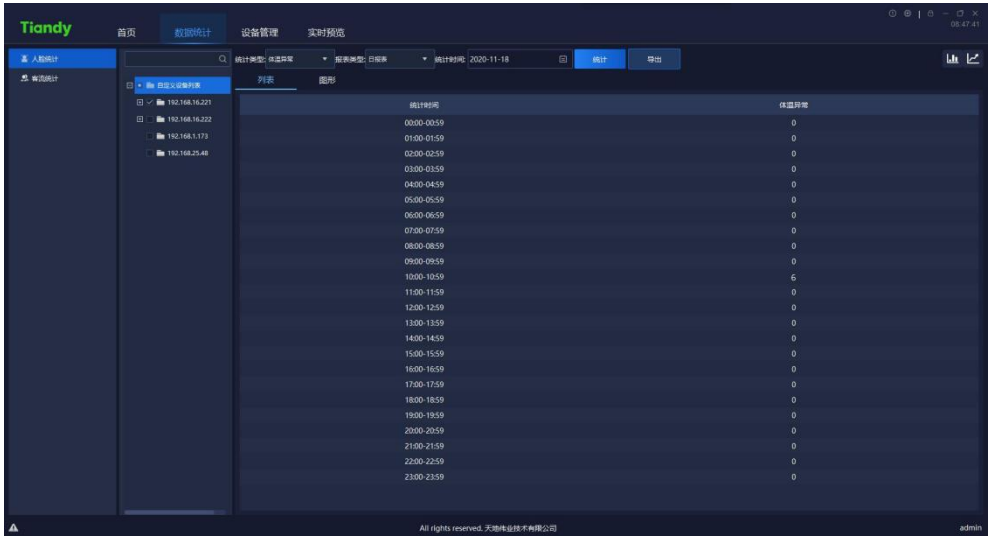 Tiandy
首页 数据统计 设备管理 实时预览
08:47:41
人脸统计
客流统计
自定义设备列表
192.168.16.221
192.168.16.222
192.168.1.173
192.168.25.48
统计类型: 体温异常 报表类型: 日报表 统计时间: 2020-11-18 统计 导出
列表 图形
统计时间 体温异常
00:00-00:59 0
01:00-01:59 0
02:00-02:59 0
03:00-03:59 0
04:00-04:59 0
05:00-05:59 0
06:00-06:59 0
07:00-07:59 0
08:00-08:59 0
09:00-09:59 0
10:00-10:59 6
11:00-11:59 0
12:00-12:59 0
13:00-13:59 0
14:00-14:59 0
15:00-15:59 0
16:00-16:59 0
17:00-17:59 0
18:00-18:59 0
19:00-19:59 0
20:00-20:59 0
21:00-21:59 0
22:00-22:59 0
23:00-23:59 0
All rights reserved. 天地伟业技术有限公司
admin